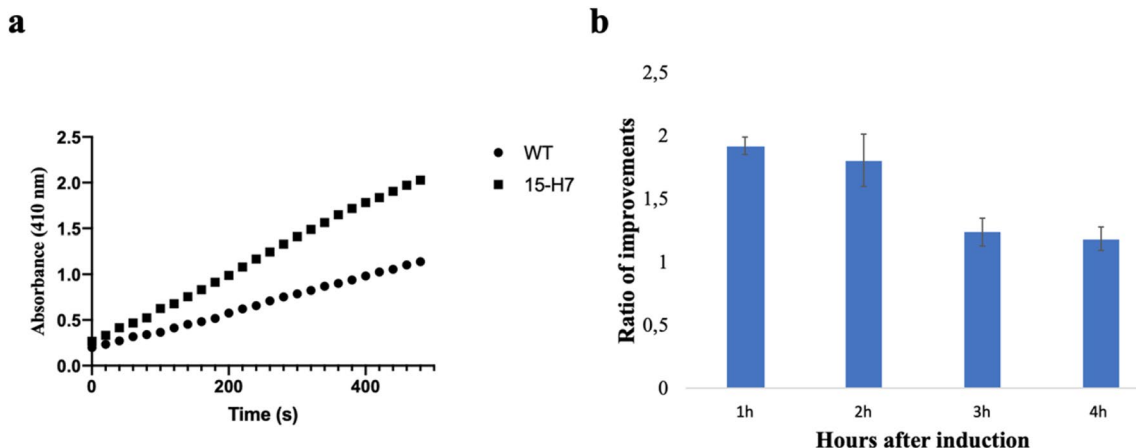 a
Absorbance (410 nm)
2.5
2.0
1.5
1.0
0.5
0.0
0
200
400
Time (s)
WT
15-H7
b
Ratio of improvements
2,5
2
1,5
1
0,5
0
1h
2h
3h
4h
Hours after induction